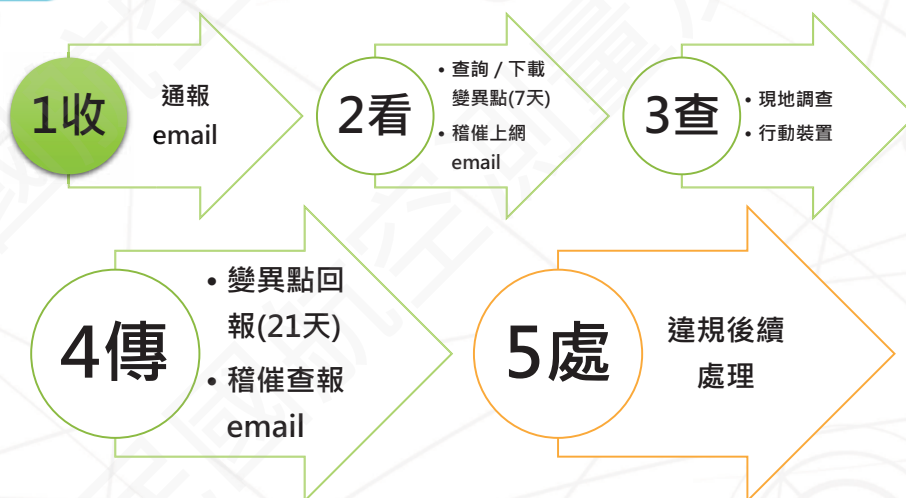 1收
通報
email
2看
• 查詢 / 下載
變異點(7天)
• 稽催上網
email
3查
• 現地調查
• 行動裝置
4傳
• 變異點回
報(21天)
• 稽催查報
email
5處
違規後續
處理